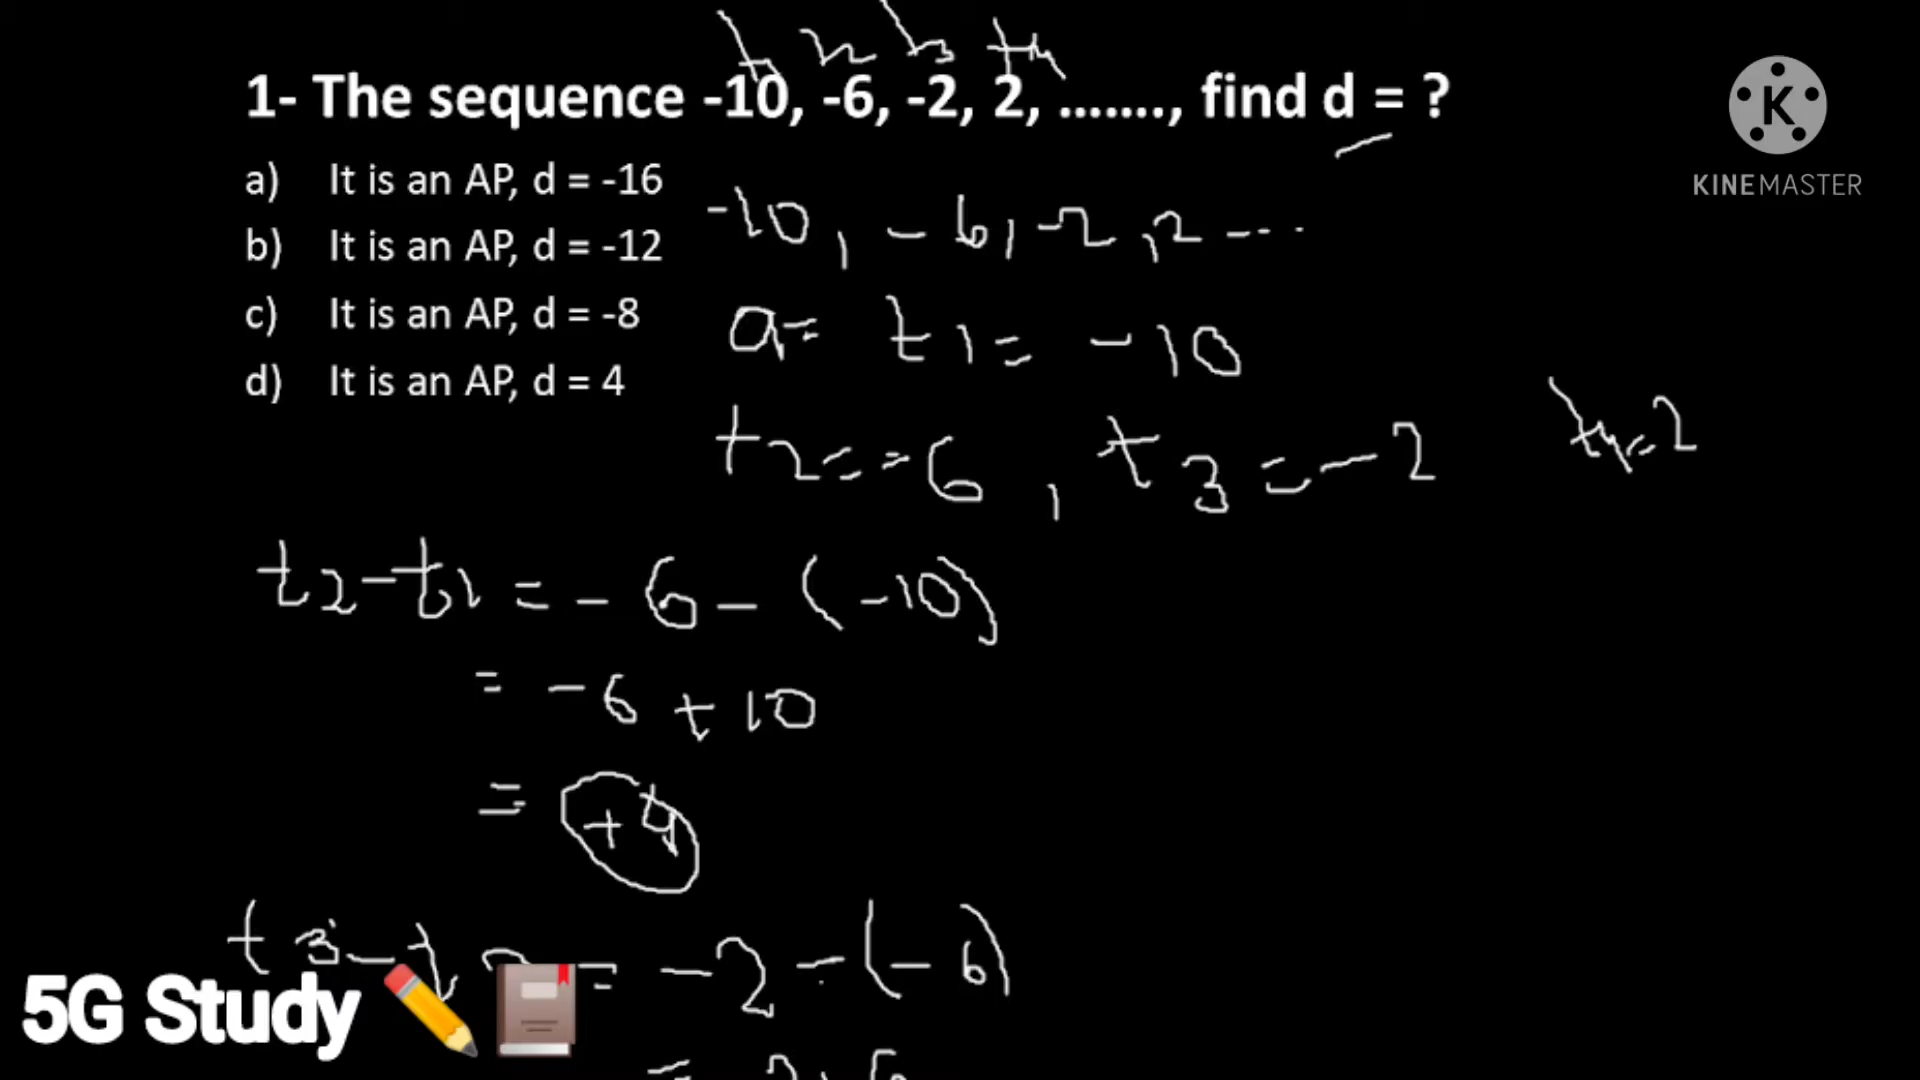 t1 t2 t3 t4
1- The sequence -10, -6, -2, 2, ......., find d = ?
KINEMASTER
a) It is an AP, d = -16
b) It is an AP, d = -12
c) It is an AP, d = -8
d) It is an AP, d = 4
-10, -6, -2, 2 ----
a = t1 = -10
t2 = -6, t3 = -2
t4 = 2
t2 - t1 = -6 - (-10)
= -6 + 10
= +4
t3 - t2 = -2 - (-6)
5G Study